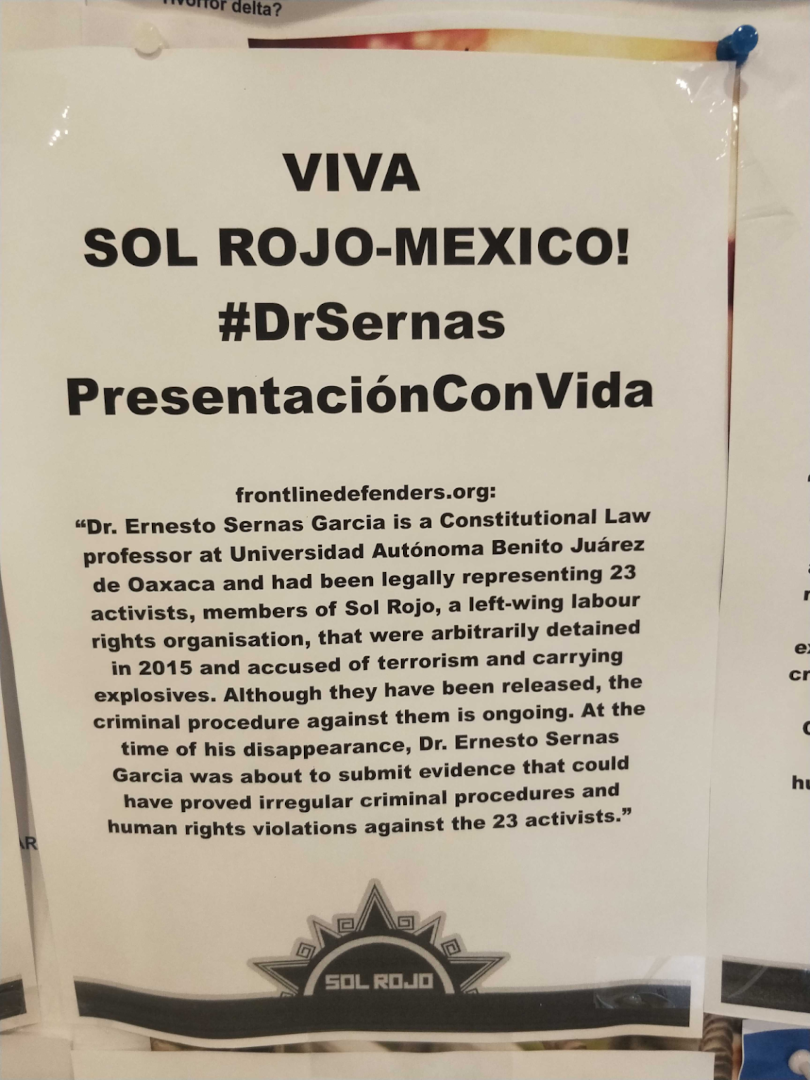 delta?
VIVA
SOL ROJO-MEXICO!
#DrSernas
PresentaciónConVida
frontlinedefenders.org:
“Dr. Ernesto Sernas Garcia is a Constitutional Law
professor at Universidad Autónoma Benito Juárez
de Oaxaca and had been legally representing 23
activists, members of Sol Rojo, a left-wing labour
rights organisation, that were arbitrarily detained
in 2015 and accused of terrorism and carrying
explosives. Although they have been released, the
criminal procedure against them is ongoing. At the
time of his disappearance, Dr. Ernesto Sernas
Garcia was about to submit evidence that could
have proved irregular criminal procedures and
human rights violations against the 23 activists.”
SOL ROJO